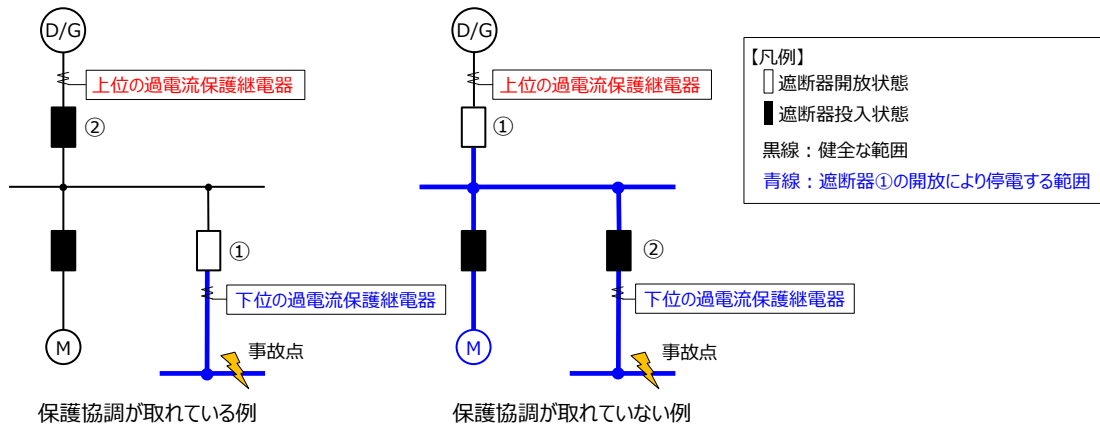 D/G
上位の過電流保護継電器
②
①
下位の過電流保護継電器
M
事故点
保護協調が取れている例
D/G
上位の過電流保護継電器
①
②
下位の過電流保護継電器
M
事故点
保護協調が取れていない例
【凡例】
遮断器開放状態
遮断器投入状態
黒線：健全な範囲
青線：遮断器①の開放により停電する範囲